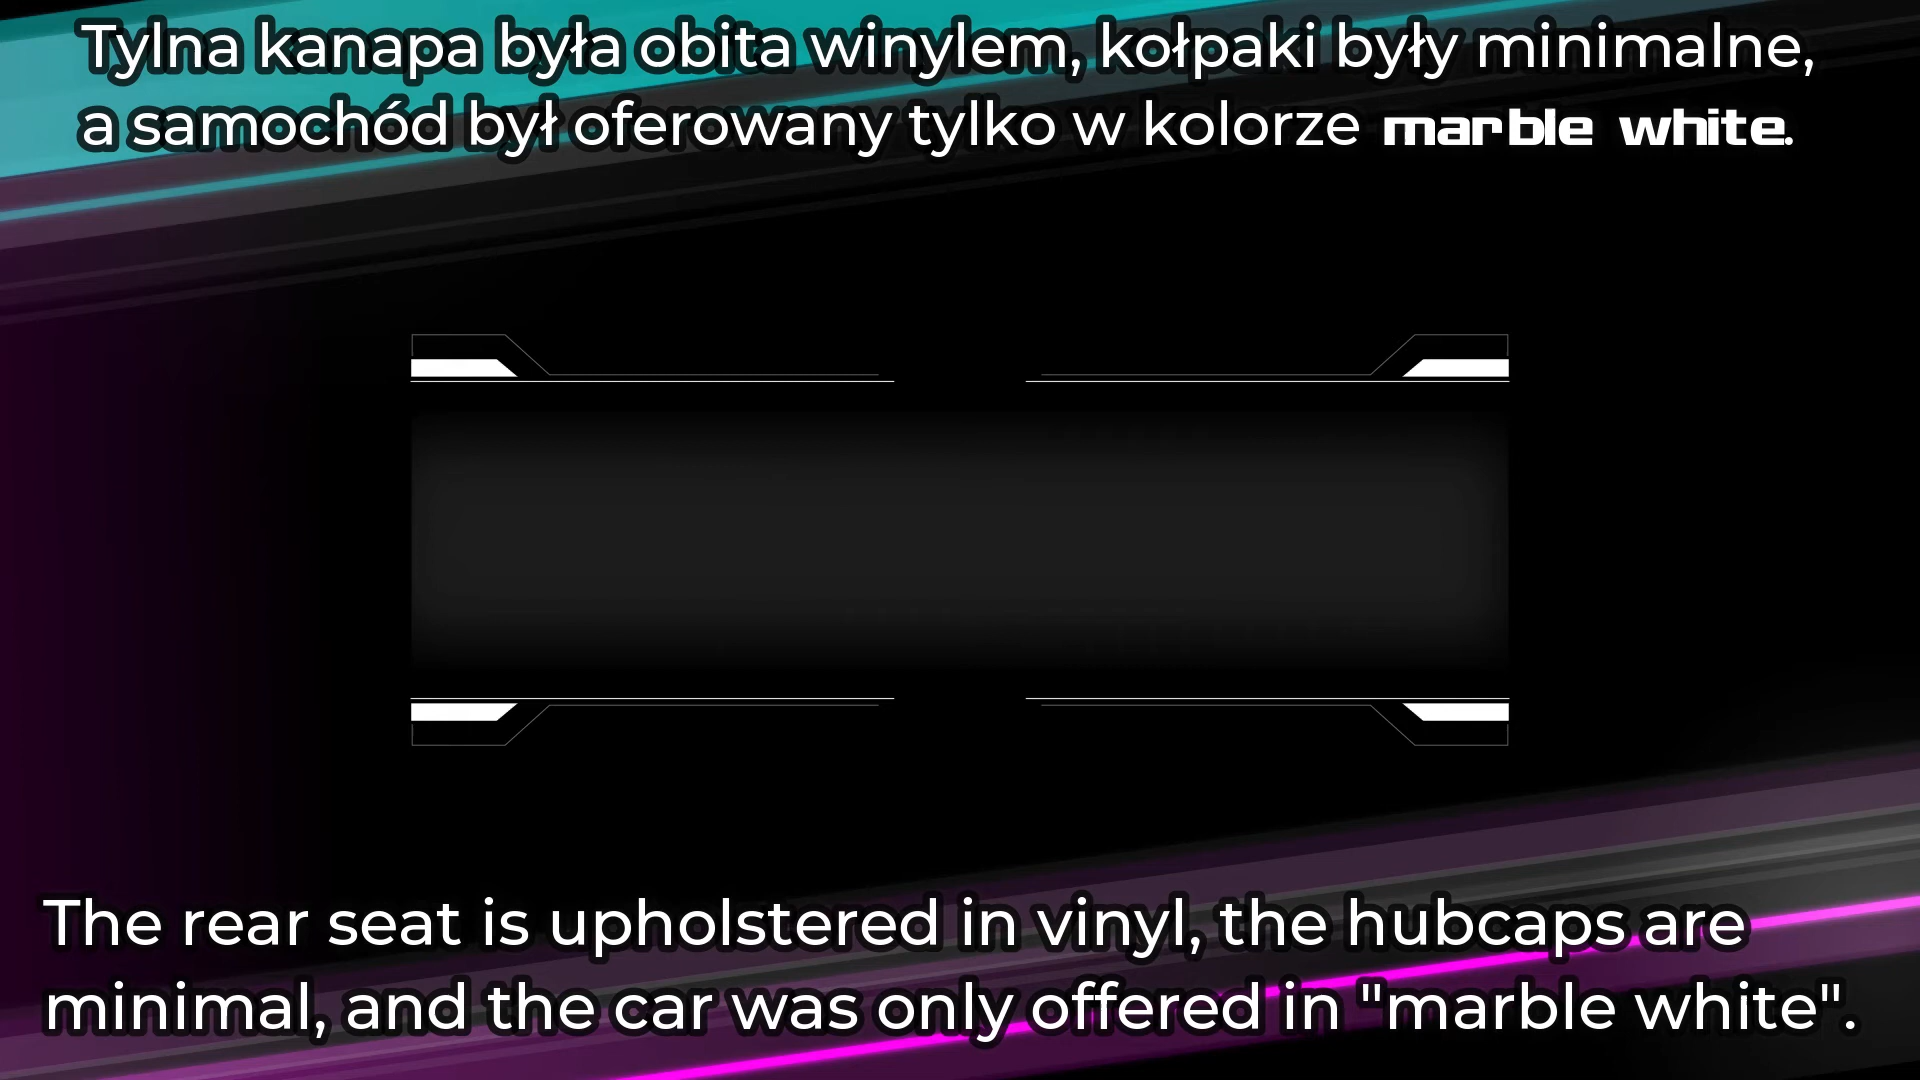 Tylna kanapa była obita winylem, kołpaki były minimalne,
a samochód był oferowany tylko w kolorze marble white.
The rear seat is upholstered in vinyl, the hubcaps are
minimal, and the car was only offered in "marble white".